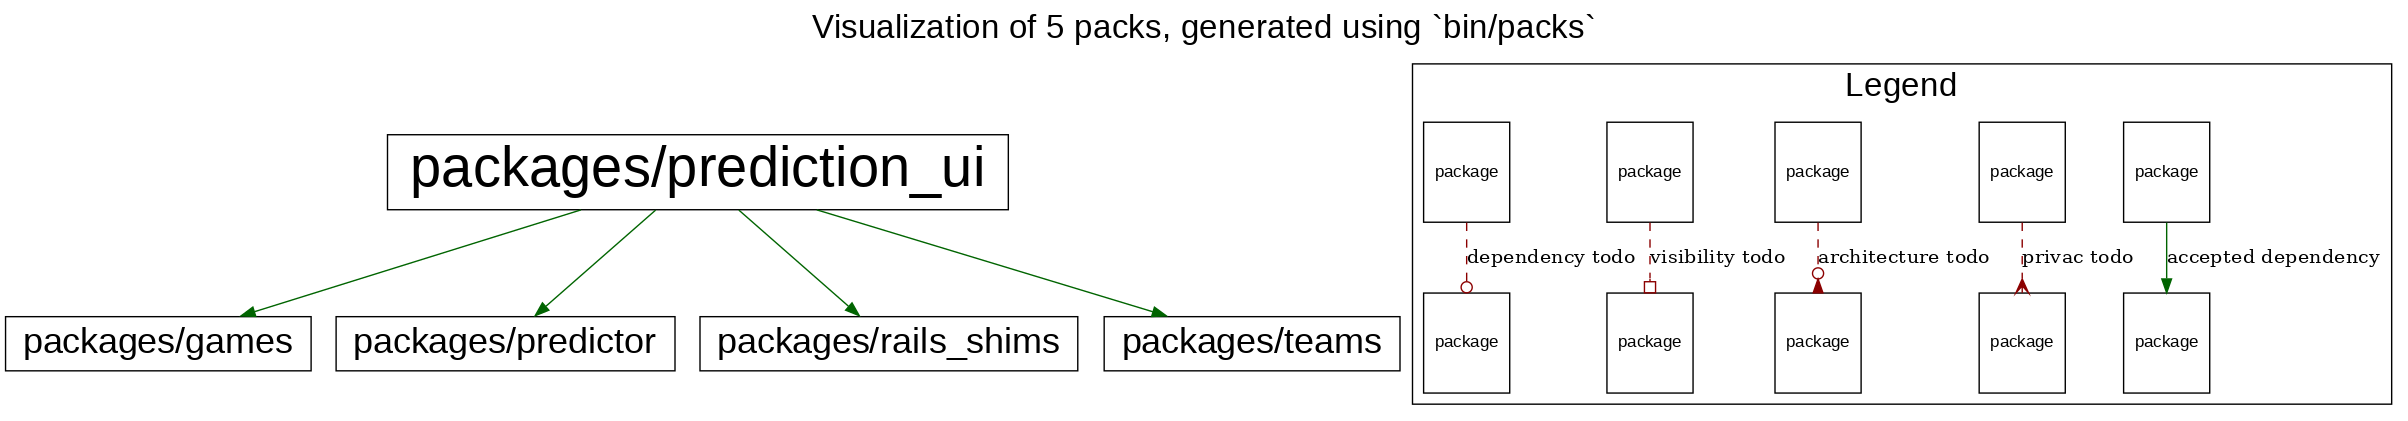 Visualization of 5 packs, generated using `bin/packs`
packages/prediction_ui
packages/games
packages/predictor
packages/rails_shims
packages/teams
Legend
package
package
package
package
package
dependency todo
visibility todo
architecture todo
privac todo
accepted dependency
package
package
package
package
package